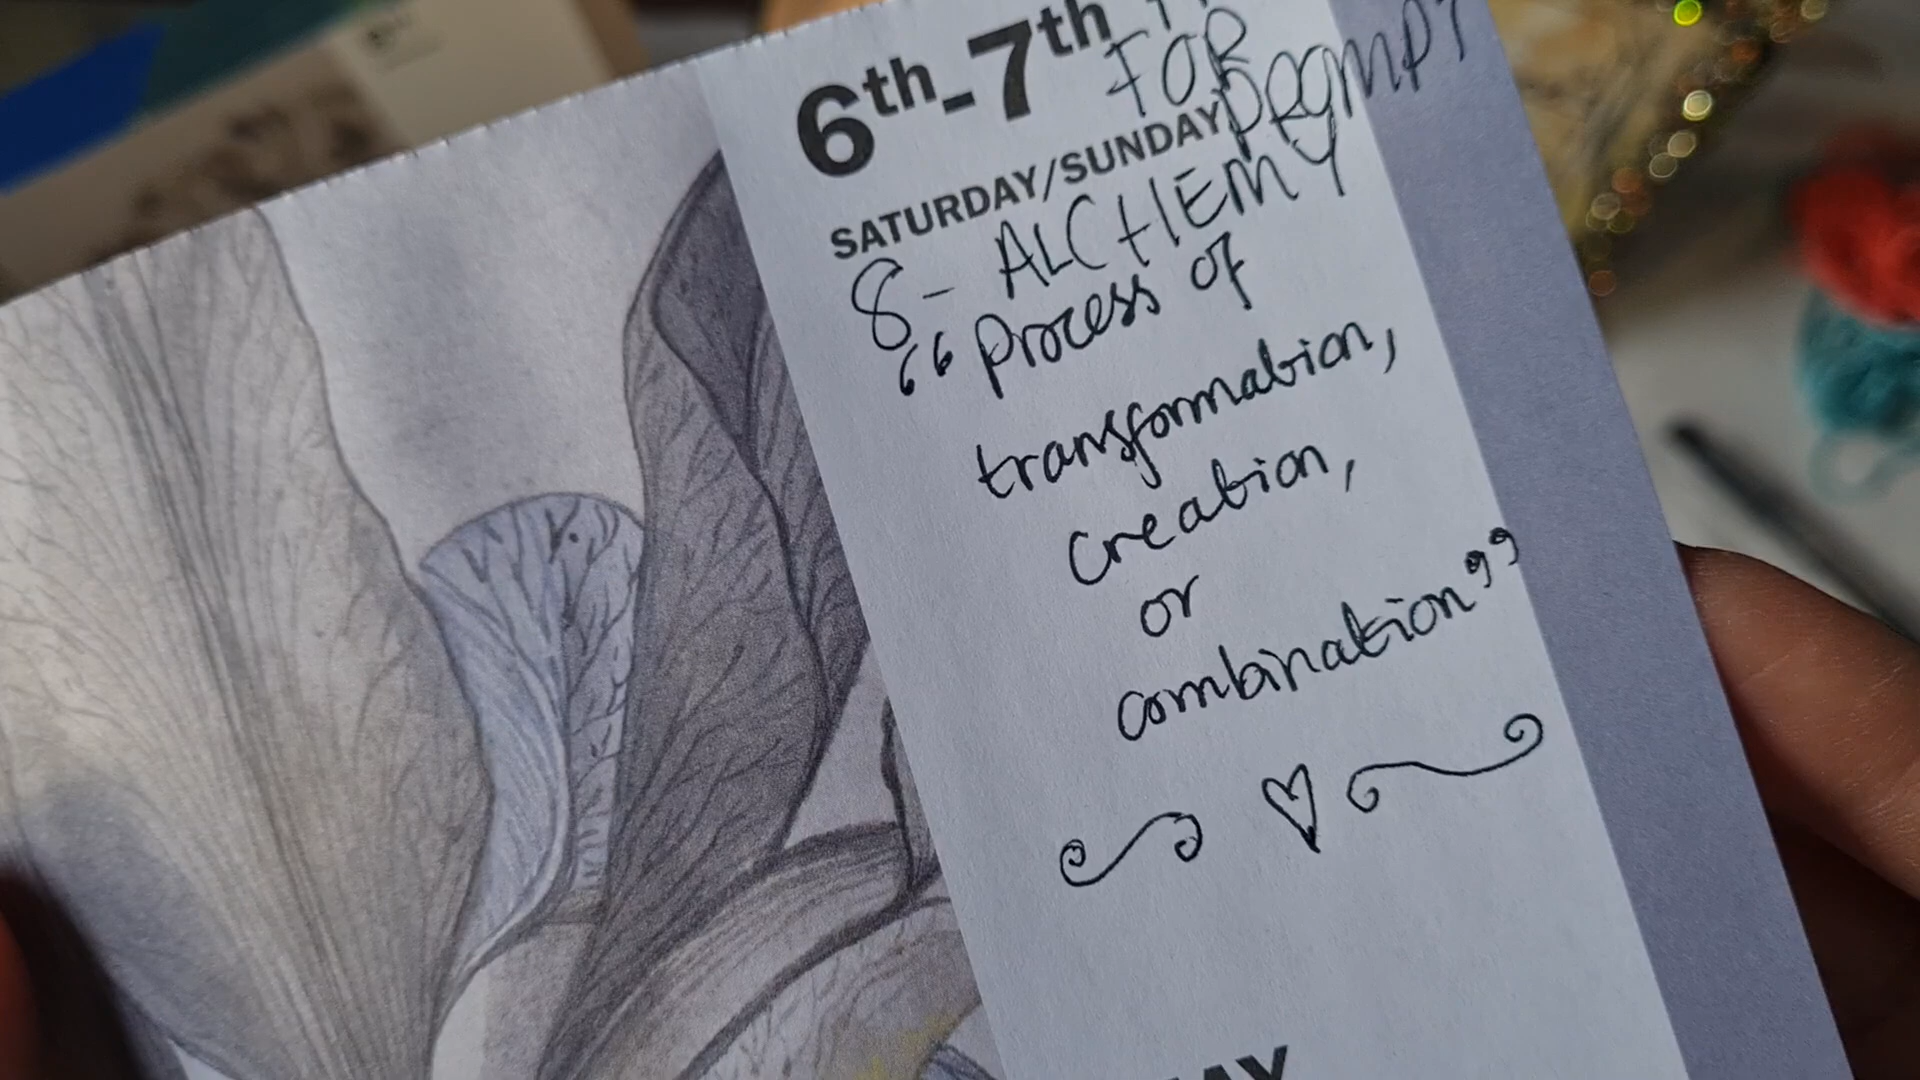 6th-7th
FOR
PROMPT
SATURDAY/SUNDAY
8- ALCHEMY
“Process of
transformation,
creation,
or
combination”